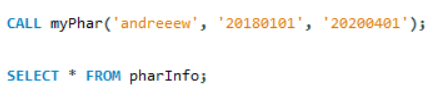 CALL myPhar('andreeew', '20180101', '20200401');
SELECT * FROM pharInfo;